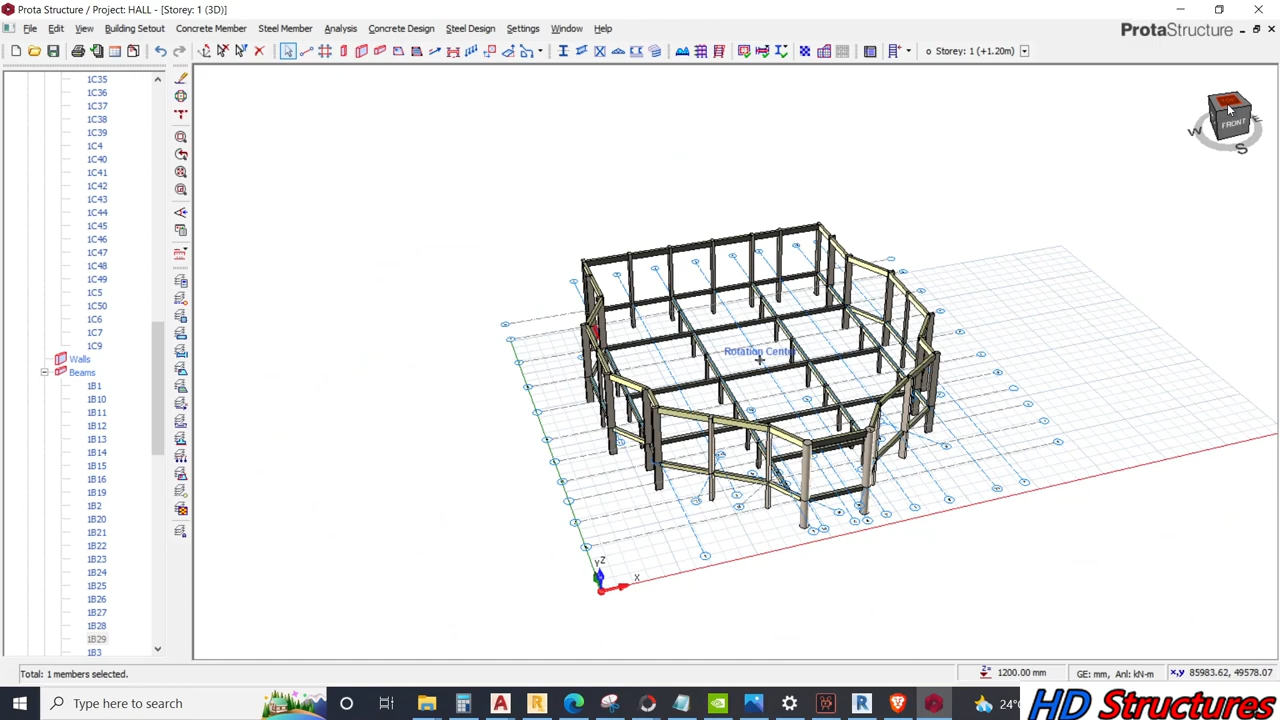 Prota Structure / Project: HALL - [Storey: 1 (3D)]
File Edit View Building Setout Concrete Member Steel Member Analysis Concrete Design Steel Design Settings Window Help
ProtaStructure
Storey: 1 (+1.20m)
1C35
1C36
1C37
1C38
1C39
1C4
1C40
1C41
1C42
1C43
1C44
1C45
1C46
1C47
1C48
1C49
1C5
1C50
1C6
1C7
1C9
Walls
Beams
1B1
1B10
1B11
1B12
1B13
1B14
1B15
1B16
1B19
1B2
1B20
1B21
1B22
1B23
1B24
1B25
1B26
1B27
1B28
1B29
1B3
W
FRONT
E
S
Rotation Center
Y Z
X
Total: 1 members selected.
Z= 1200.00 mm
GE: mm, Anl: kN-m
x,y 85983.62, 49578.07
Type here to search
24°
HD Structures